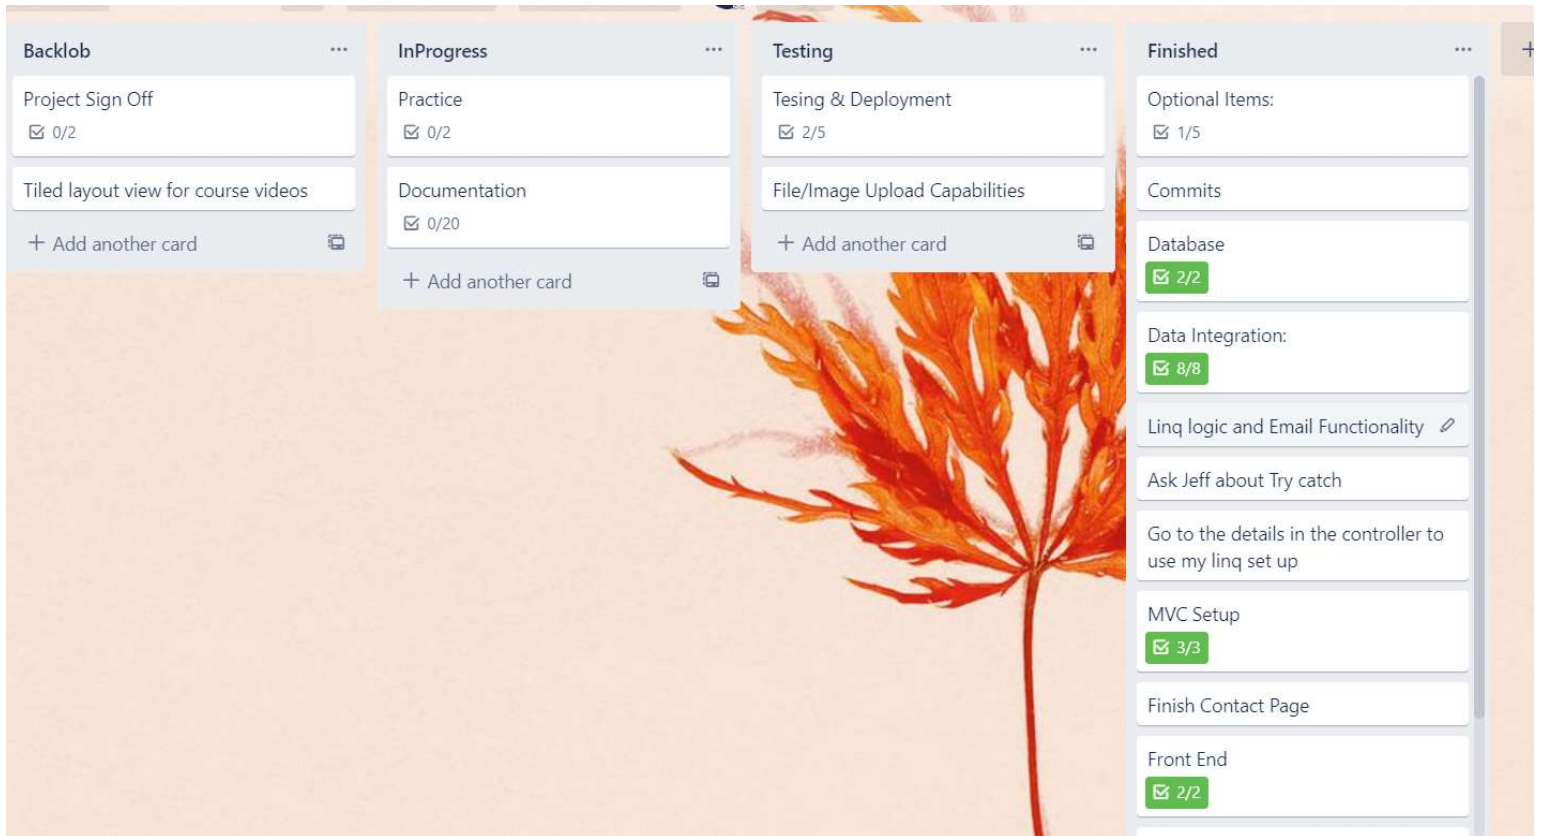 Backlob
Project Sign Off
0/2
Tiled layout view for course videos
+ Add another card
InProgress
Practice
0/2
Documentation
0/20
+ Add another card
Testing
Tesing & Deployment
2/5
File/Image Upload Capabilities
+ Add another card
Finished
Optional Items:
1/5
Commits
Database
2/2
Data Integration:
8/8
Linq logic and Email Functionality
Ask Jeff about Try catch
Go to the details in the controller to
use my linq set up
MVC Setup
3/3
Finish Contact Page
Front End
2/2